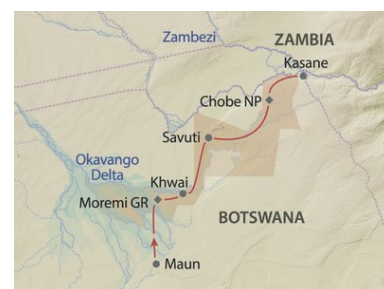 Zambezi
ZAMBIA
Kasane
Chobe NP
Savuti
Okavango
Delta
Khwai
Moremi GR
BOTSWANA
Maun